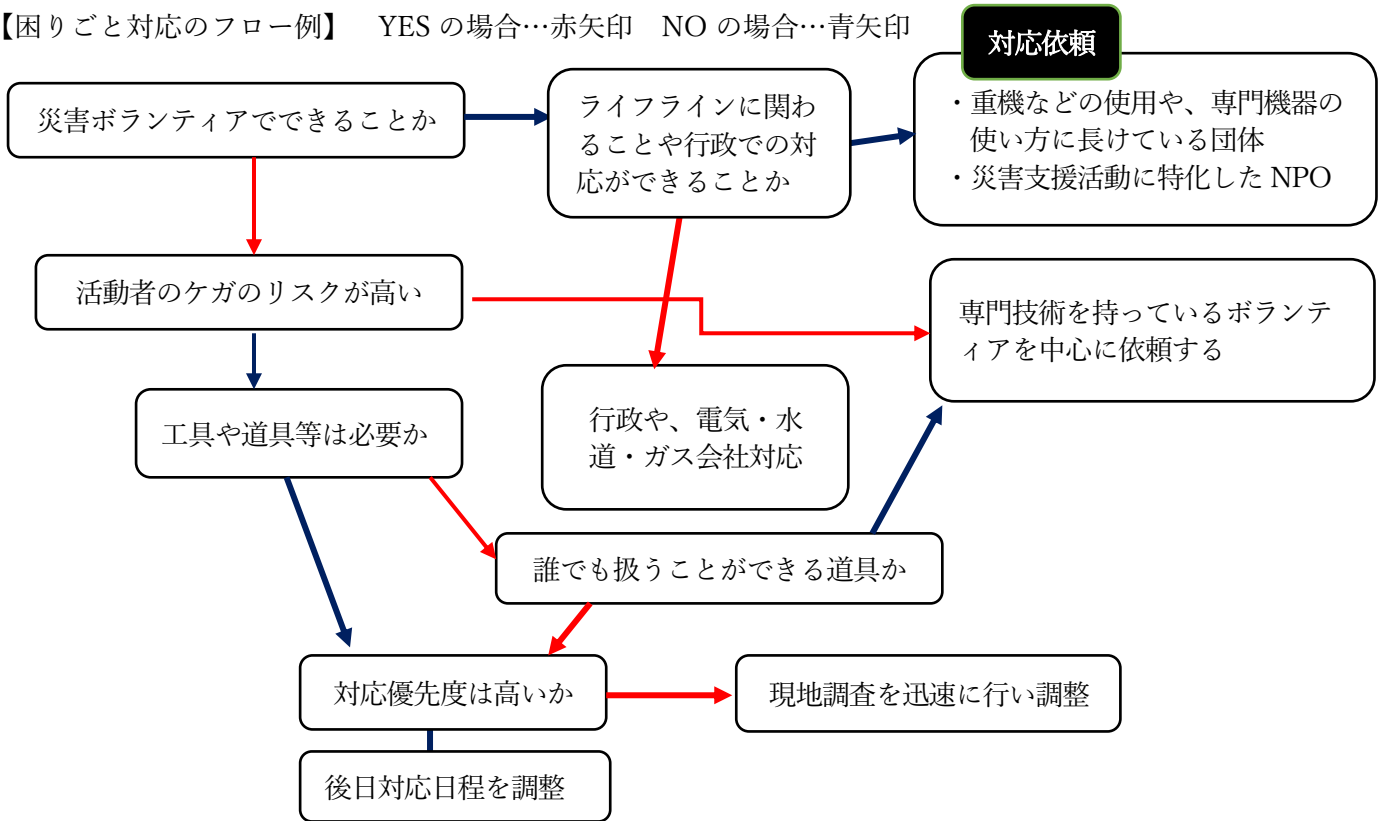 【困りごと対応のフロー例】 YES の場合…赤矢印 NO の場合…青矢印
対応依頼
・重機などの使用や、専門機器の
使い方に長けている団体
・災害支援活動に特化した NPO
災害ボランティアでできることか
ライフラインに関わ
ることや行政での対
応ができることか
活動者のケガのリスクが高い
専門技術を持っているボランテ
ィアを中心に依頼する
工具や道具等は必要か
行政や、電気・水
道・ガス会社対応
誰でも扱うことができる道具か
対応優先度は高いか
現地調査を迅速に行い調整
後日対応日程を調整